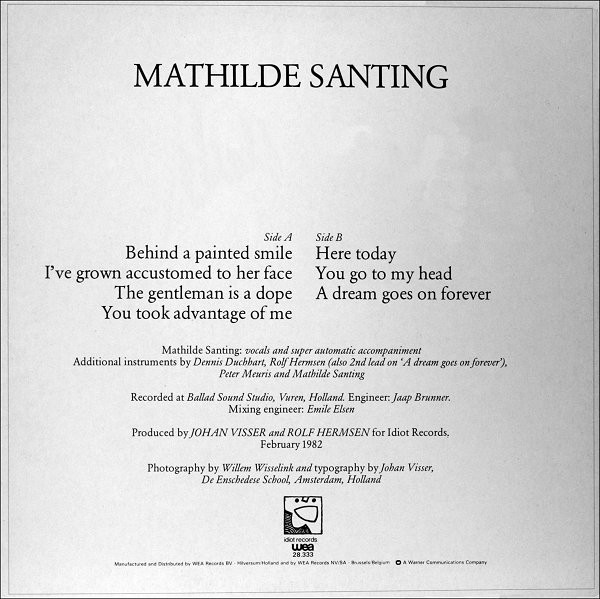 MATHILDE SANTING
Side A
Behind a painted smile
I've grown accustomed to her face
The gentleman is a dope
You took advantage of me
Side B
Here today
You go to my head
A dream goes on forever
Mathilde Santing: vocals and super automatic accompaniment
Additional instruments by Dennis Duchhart, Rolf Hermsen (also 2nd lead on 'A dream goes on forever'),
Peter Meuris and Mathilde Santing
Recorded at Ballad Sound Studio, Vuren, Holland. Engineer: Jaap Brunner.
Mixing engineer: Emile Elsen
Produced by JOHAN VISSER and ROLF HERMSEN for Idiot Records.
February 1982
Photography by Willem Wisselink and typography by Johan Visser,
De Enschedese School, Amsterdam, Holland
idiot records
wea
28.333
Manufactured and Distributed by WEA Records BV · Hilversum/Holland and by WEA Records NV/SA · Brussels/Belgium A Warner Communications Company